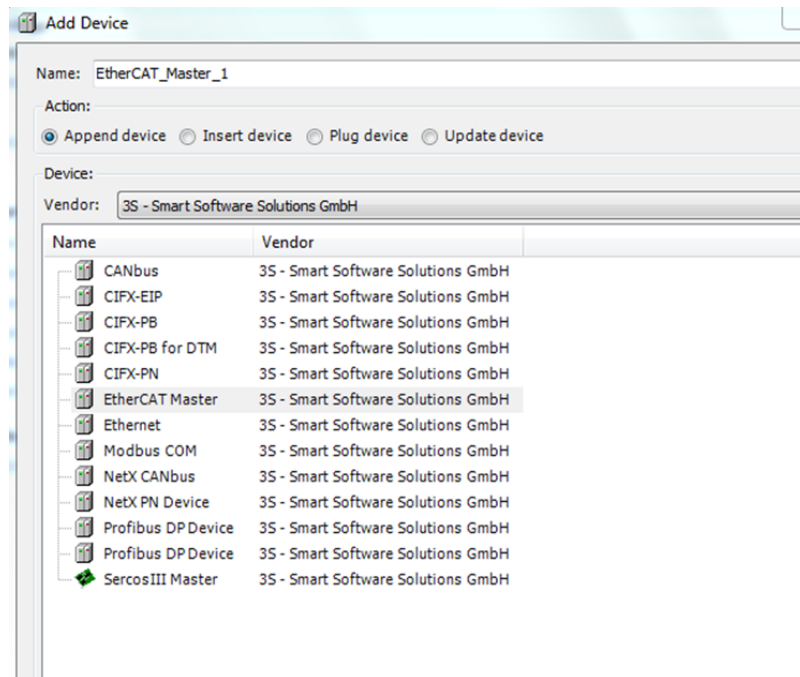 Add Device
Name: EtherCAT_Master_1
Action:
Append device Insert device Plug device Update device
Device:
Vendor: 3S - Smart Software Solutions GmbH
Name Vendor
CANbus 3S - Smart Software Solutions GmbH
CIFX-EIP 3S - Smart Software Solutions GmbH
CIFX-PB 3S - Smart Software Solutions GmbH
CIFX-PB for DTM 3S - Smart Software Solutions GmbH
CIFX-PN 3S - Smart Software Solutions GmbH
EtherCAT Master 3S - Smart Software Solutions GmbH
Ethernet 3S - Smart Software Solutions GmbH
Modbus COM 3S - Smart Software Solutions GmbH
NetX CANbus 3S - Smart Software Solutions GmbH
NetX PN Device 3S - Smart Software Solutions GmbH
Profibus DP Device 3S - Smart Software Solutions GmbH
Profibus DP Device 3S - Smart Software Solutions GmbH
SercosIII Master 3S - Smart Software Solutions GmbH